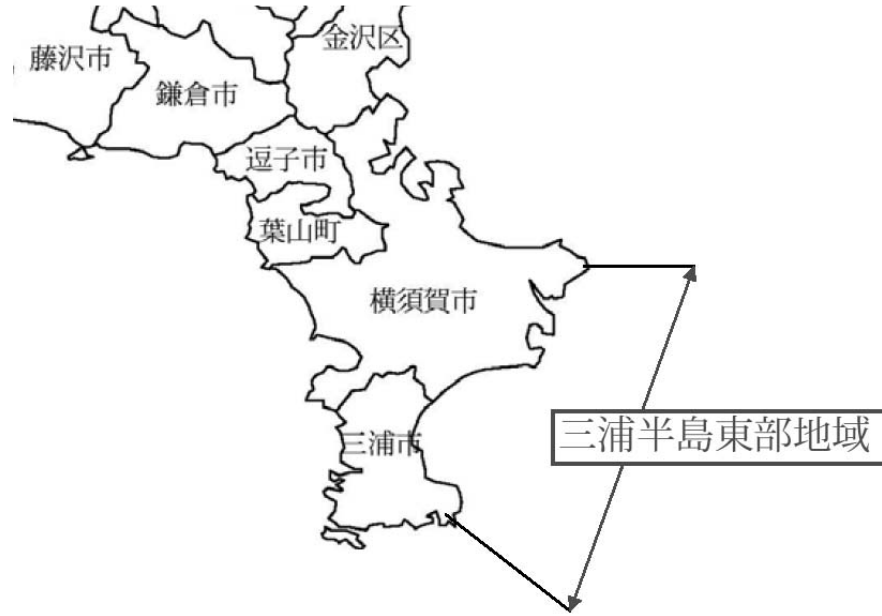 金沢区
藤沢市
鎌倉市
逗子市
葉山町
横須賀市
三浦半島東部地域
三浦市